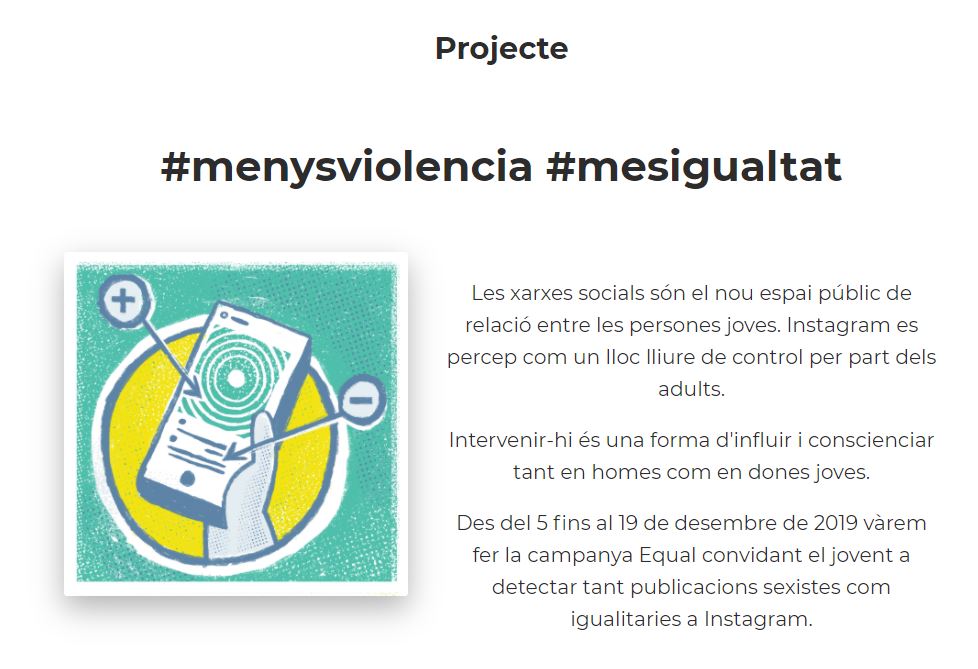 Projecte
#menysviolencia #mesigualtat
Les xarxes socials són el nou espai públic de
relació entre les persones joves. Instagram es
percep com un lloc lliure de control per part dels
adults.
Intervenir-hi és una forma d'influir i conscienciar
tant en homes com en dones joves.
Des del 5 fins al 19 de desembre de 2019 vàrem
fer la campanya Equal convidant el jovent a
detectar tant publicacions sexistes com
igualitaries a Instagram.